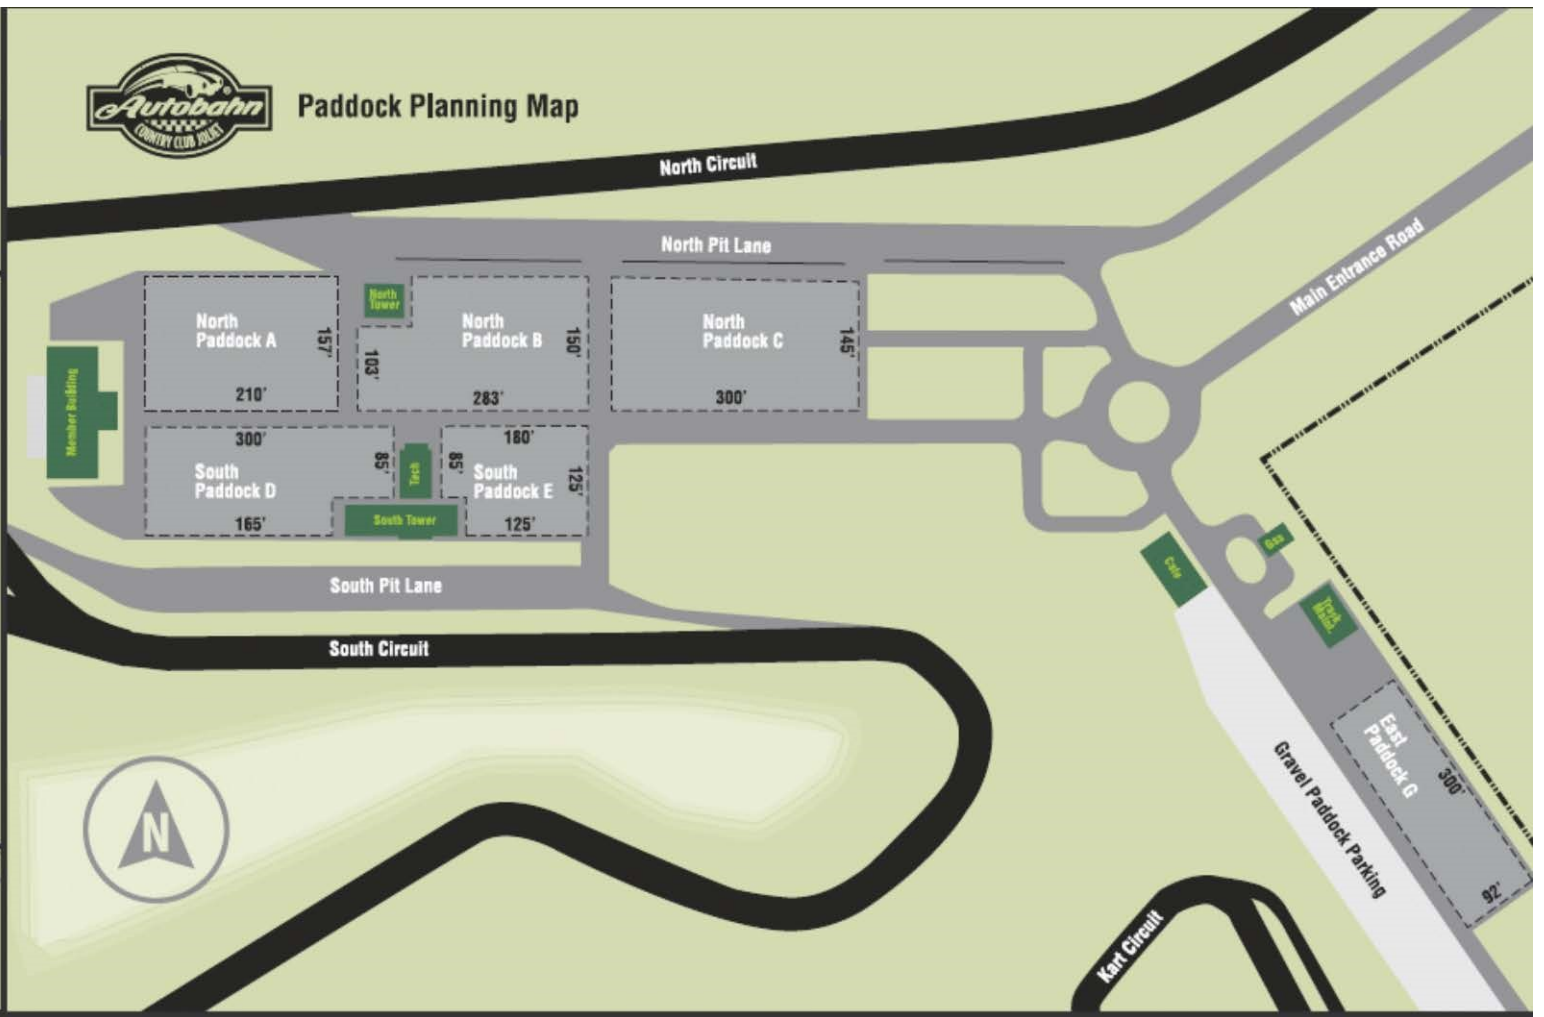 Autobahn
COUNTRY CLUB JOLIET
Paddock Planning Map
North Circuit
North Pit Lane
Main Entrance Road
North
Tower
North
Paddock A
157'
210'
103'
North
Paddock B
150'
283'
North
Paddock C
145'
300'
Member Building
300'
South
Paddock D
85'
165'
Tech
South Tower
180'
85'
South
Paddock E
125'
125'
South Pit Lane
South Circuit
Cafe
Gas
Track
Maint.
East
Paddock G
300'
92'
Gravel Paddock Parking
Kart Circuit
N